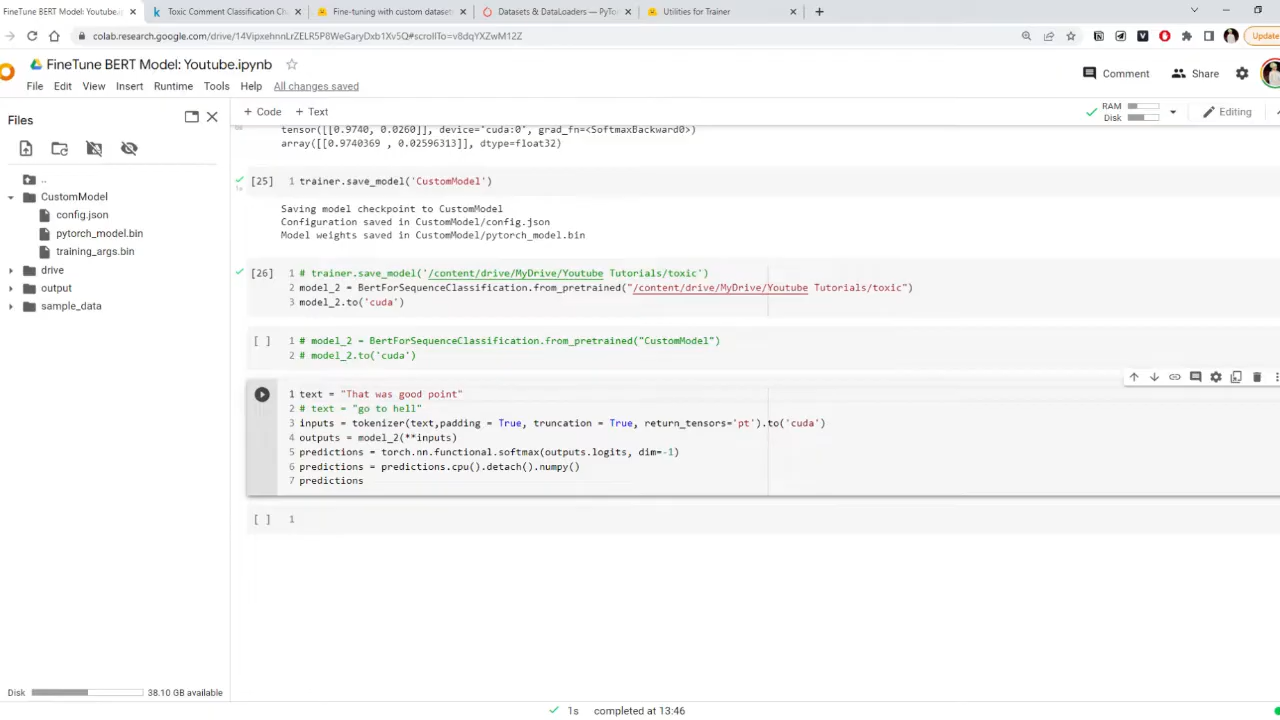 FineTune BERT Model: Youtube.ipy
Toxic Comment Classification Ch
Fine-tuning with custom dataset
Datasets & DataLoaders — PyTo
Utilities for Trainer
colab.research.google.com/drive/14VipxehnnLrZELR5P8WeGaryDxb1Xv5Q#scrollTo=v8dqYXZwM12Z
Update
FineTune BERT Model: Youtube.ipynb
File Edit View Insert Runtime Tools Help All changes saved
Comment Share
Files
+ Code + Text
RAM
Disk
Editing
..
CustomModel
config.json
pytorch_model.bin
training_args.bin
drive
output
sample_data
tensor([[0.9740, 0.0260]], device='cuda:0', grad_fn=<SoftmaxBackward0>)
array([[0.9740369 , 0.02596313]], dtype=float32)
[25] 1 trainer.save_model('CustomModel')
1s
Saving model checkpoint to CustomModel
Configuration saved in CustomModel/config.json
Model weights saved in CustomModel/pytorch_model.bin
[26] 1 # trainer.save_model('/content/drive/MyDrive/Youtube Tutorials/toxic')
2 model_2 = BertForSequenceClassification.from_pretrained("/content/drive/MyDrive/Youtube Tutorials/toxic")
3 model_2.to('cuda')
[ ] 1 # model_2 = BertForSequenceClassification.from_pretrained("CustomModel")
2 # model_2.to('cuda')
1 text = "That was good point"
2 # text = "go to hell"
3 inputs = tokenizer(text,padding = True, truncation = True, return_tensors='pt').to('cuda')
4 outputs = model_2(**inputs)
5 predictions = torch.nn.functional.softmax(outputs.logits, dim=-1)
6 predictions = predictions.cpu().detach().numpy()
7 predictions
[ ] 1
Disk 38.10 GB available
1s completed at 13:46